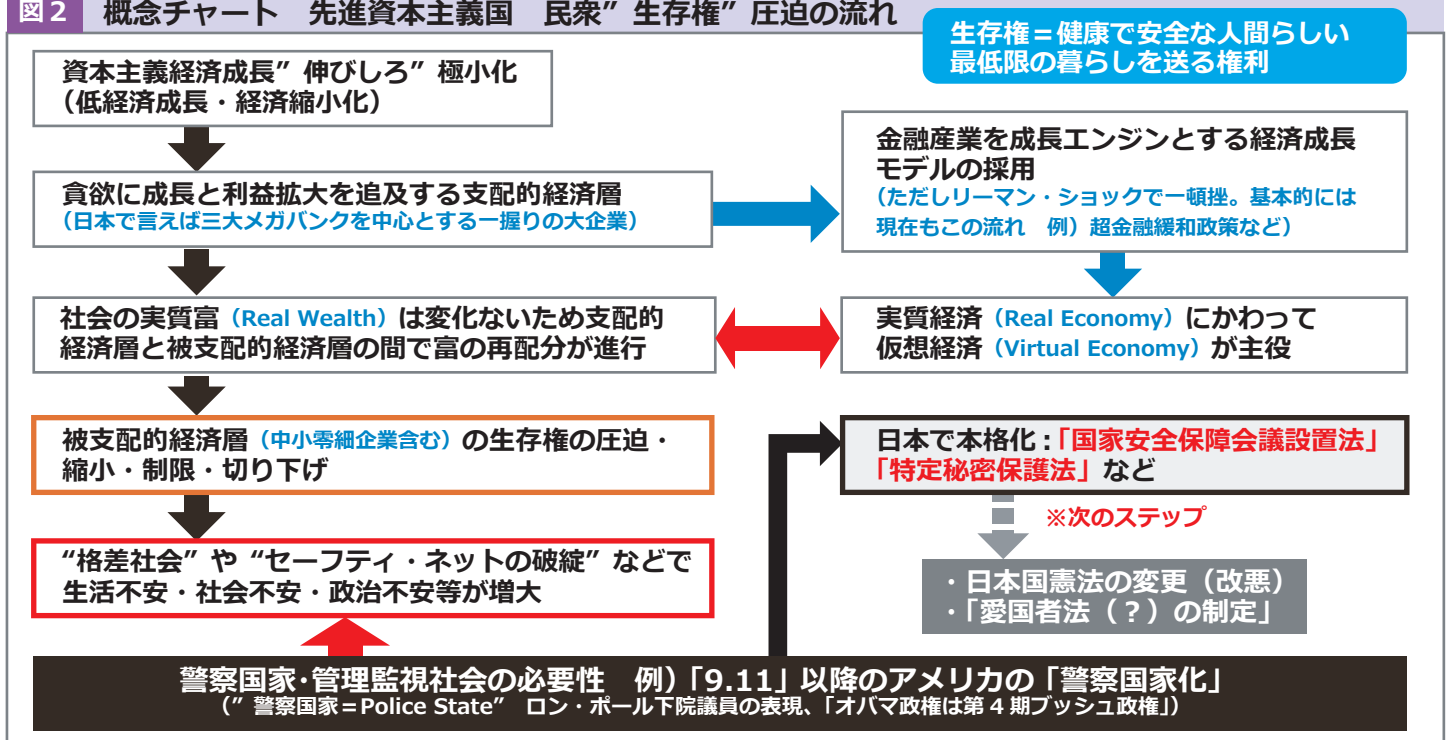 図2 概念チャート　先進資本主義国　民衆”生存権”圧迫の流れ
生存権＝健康で安全な人間らしい
最低限の暮らしを送る権利
資本主義経済成長”伸びしろ”極小化
（低経済成長・経済縮小化）
貪欲に成長と利益拡大を追及する支配的経済層
（日本で言えば三大メガバンクを中心とする一握りの大企業）
金融産業を成長エンジンとする経済成長
モデルの採用
（ただしリーマン・ショックで一頓挫。基本的には
現在もこの流れ　例）超金融緩和政策など）
社会の実質富（Real Wealth）は変化ないため支配的
経済層と被支配的経済層の間で富の再配分が進行
実質経済（Real Economy）にかわって
仮想経済（Virtual Economy）が主役
被支配的経済層（中小零細企業含む）の生存権の圧迫・
縮小・制限・切り下げ
日本で本格化：「国家安全保障会議設置法」
「特定秘密保護法」など
※次のステップ
“格差社会”や“セーフティ・ネットの破綻”などで
生活不安・社会不安・政治不安等が増大
・日本国憲法の変更（改悪）
・「愛国者法（？）の制定」
警察国家・管理監視社会の必要性　例）「9.11」以降のアメリカの「警察国家化」
（”警察国家＝Police State”　ロン・ポール下院議員の表現、「オバマ政権は第4期ブッシュ政権」）